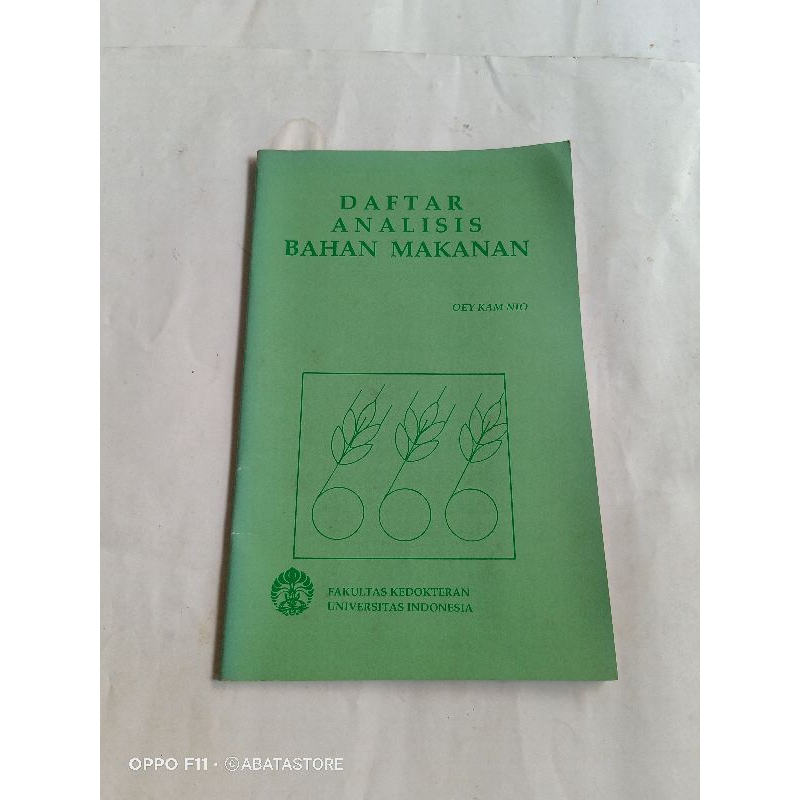 DAFTAR
ANALISIS
BAHAN MAKANAN
OEY KAM NIO
FAKULTAS KEDOKTERAN
UNIVERSITAS INDONESIA
OPPO F11 · ©ABATASTORE